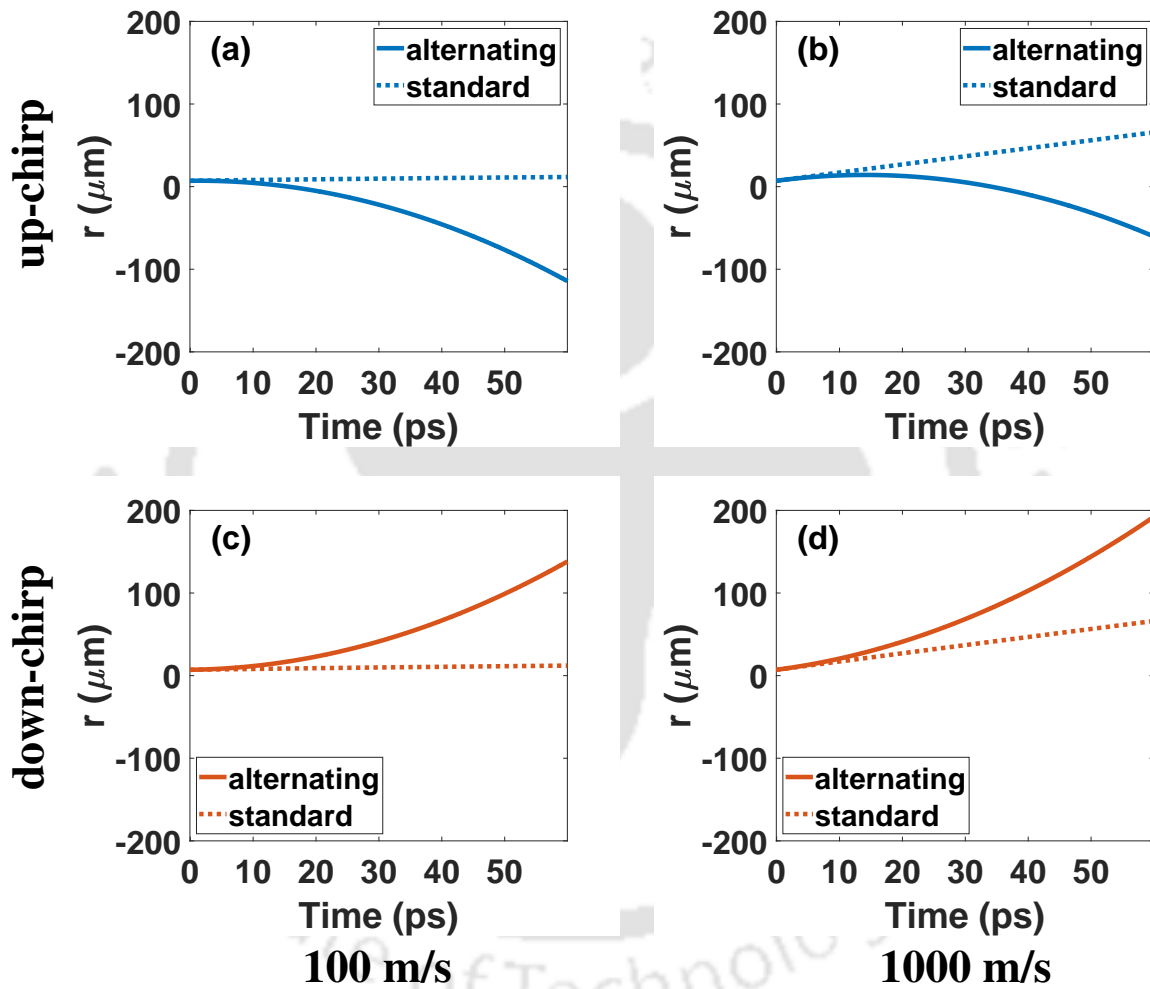 up-chirp
(a)
alternating
standard
r (μm)
200
100
0
-100
-200
0 10 20 30 40 50
Time (ps)
(b)
alternating
standard
r (μm)
200
100
0
-100
-200
0 10 20 30 40 50
Time (ps)
down-chirp
(c)
alternating
standard
r (μm)
200
100
0
-100
-200
0 10 20 30 40 50
Time (ps)
100 m/s
(d)
alternating
standard
r (μm)
200
100
0
-100
-200
0 10 20 30 40 50
Time (ps)
1000 m/s
of Technolo